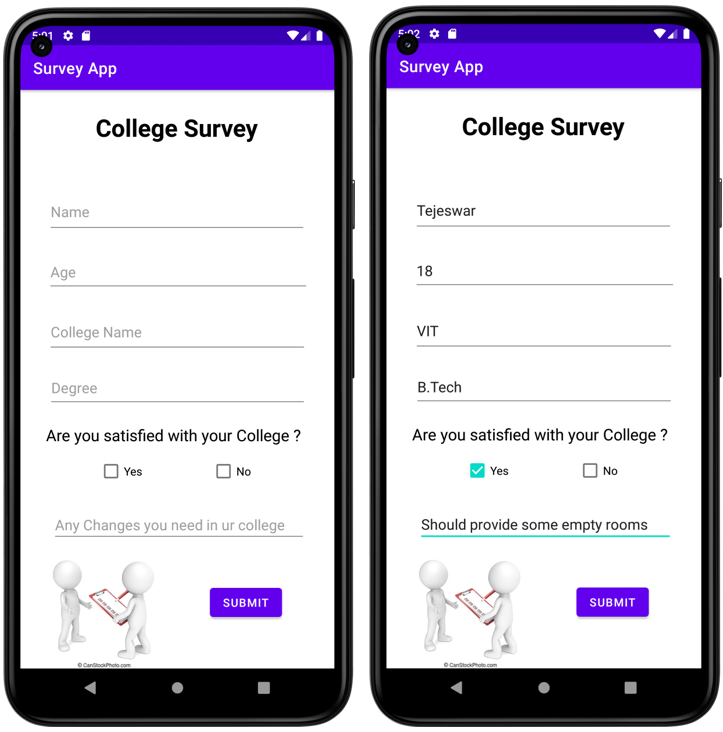 5:01
Survey App
College Survey
Name
Age
College Name
Degree
Are you satisfied with your College ?
Yes No
Any Changes you need in ur college
SUBMIT
© CanStockPhoto.com
5:02
Survey App
College Survey
Tejeswar
18
VIT
B.Tech
Are you satisfied with your College ?
Yes No
Should provide some empty rooms
SUBMIT
© CanStockPhoto.com